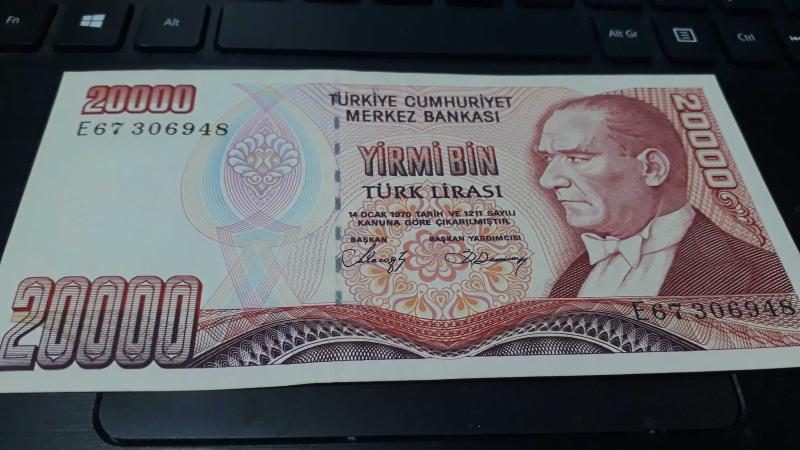 Fn
Alt
Alt Gr
Ctrl
20000
E67 306948
TÜRKİYE CUMHURİYET
MERKEZ BANKASI
YİRMİ BİN
TÜRK LİRASI
14 OCAK 1970 TARİH VE 1211 SAYILI
KANUNA GÖRE ÇIKARILMIŞTIR.
BAŞKAN
BAŞKAN YARDIMCISI
20000
20000
E67 306948